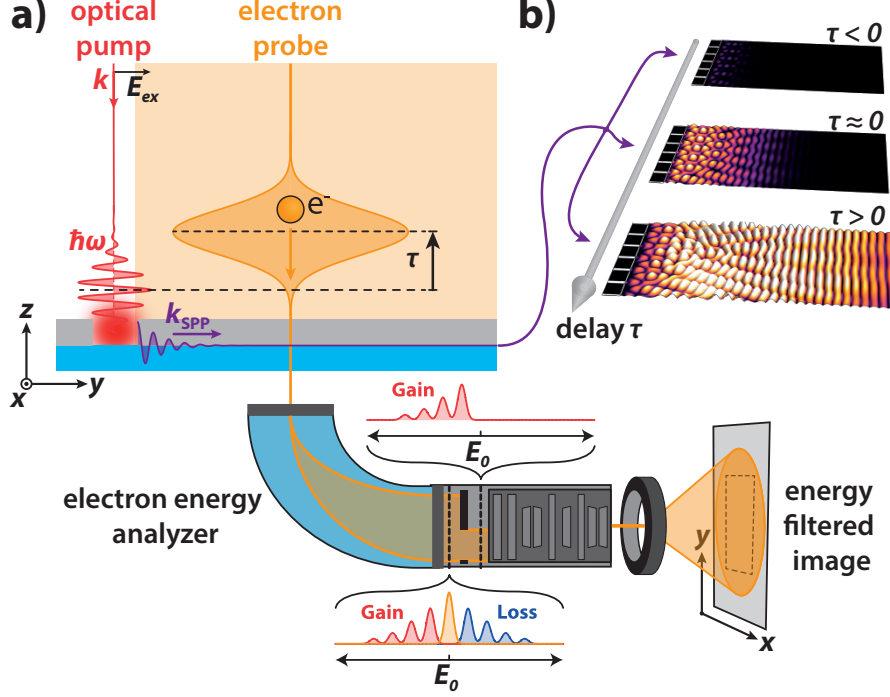 a)
optical
pump
electron
probe
k
E_ex
e⁻
ħω
τ
k_SPP
z
x
y
b)
τ < 0
τ ≈ 0
τ > 0
delay τ
Gain
E_0
electron energy
analyzer
Gain
Loss
E_0
energy
filtered
image
y
x